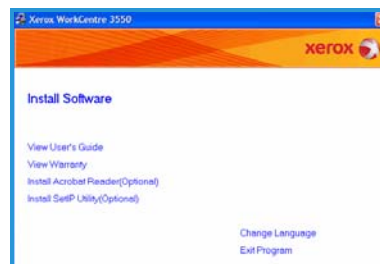 Xerox WorkCentre 3550
xerox
Install Software
View User's Guide
View Warranty
Install Acrobat Reader(Optional)
Install SetIP Utility(Optional)
Change Language
Exit Program